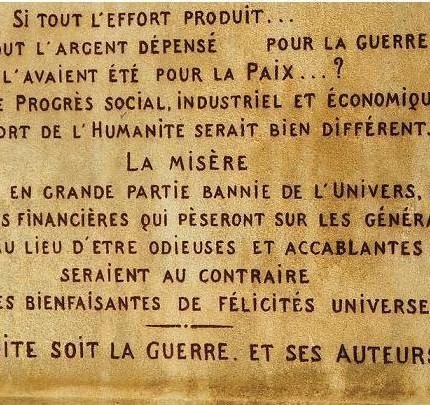 Si tout l'effort produit...
out l'argent dépensé pour la guerre
l'avaient été pour la Paix...?
e Progrès social, industriel et économiqu
ort de l'Humanite serait bien différent.
La misère
en grande partie bannie de l'Univers,
s financières qui pèseront sur les généra
au lieu d'etre odieuses et accablantes
seraient au contraire
es bienfaisantes de félicités universe
ite soit la guerre. et ses Auteurs